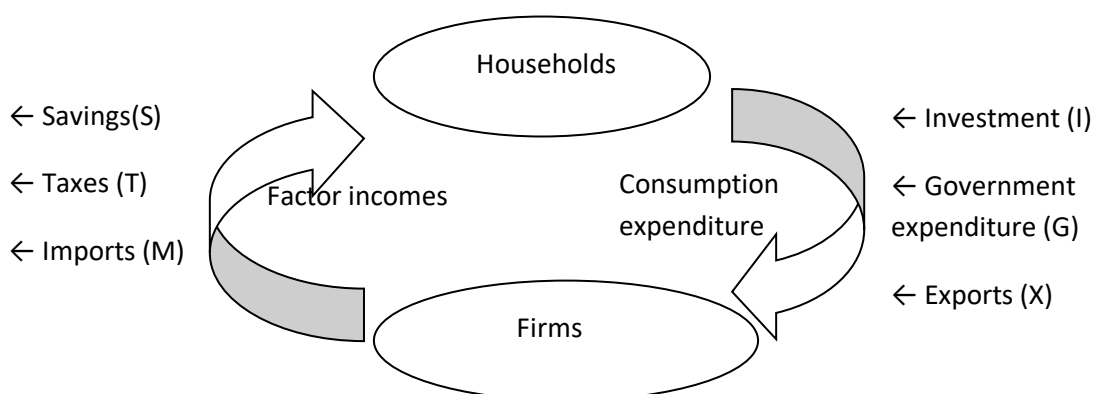 Households
← Savings(S)
← Taxes (T)
← Imports (M)
Factor incomes
Consumption
expenditure
← Investment (I)
← Government
expenditure (G)
← Exports (X)
Firms